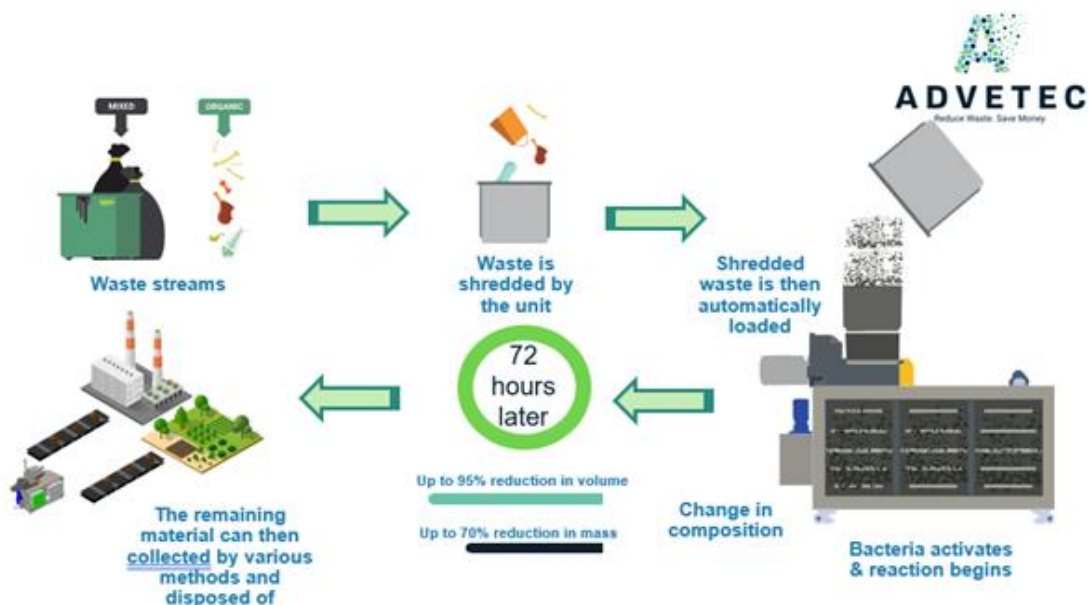 ADVETEC
Reduce Waste. Save Money
MIXED
ORGANIC
Waste streams
Waste is
shredded by
the unit
Shredded
waste is then
automatically
loaded
Bacteria activates
& reaction begins
Change in
composition
72
hours
later
Up to 95% reduction in volume
Up to 70% reduction in mass
The remaining
material can then
collected by various
methods and
disposed of